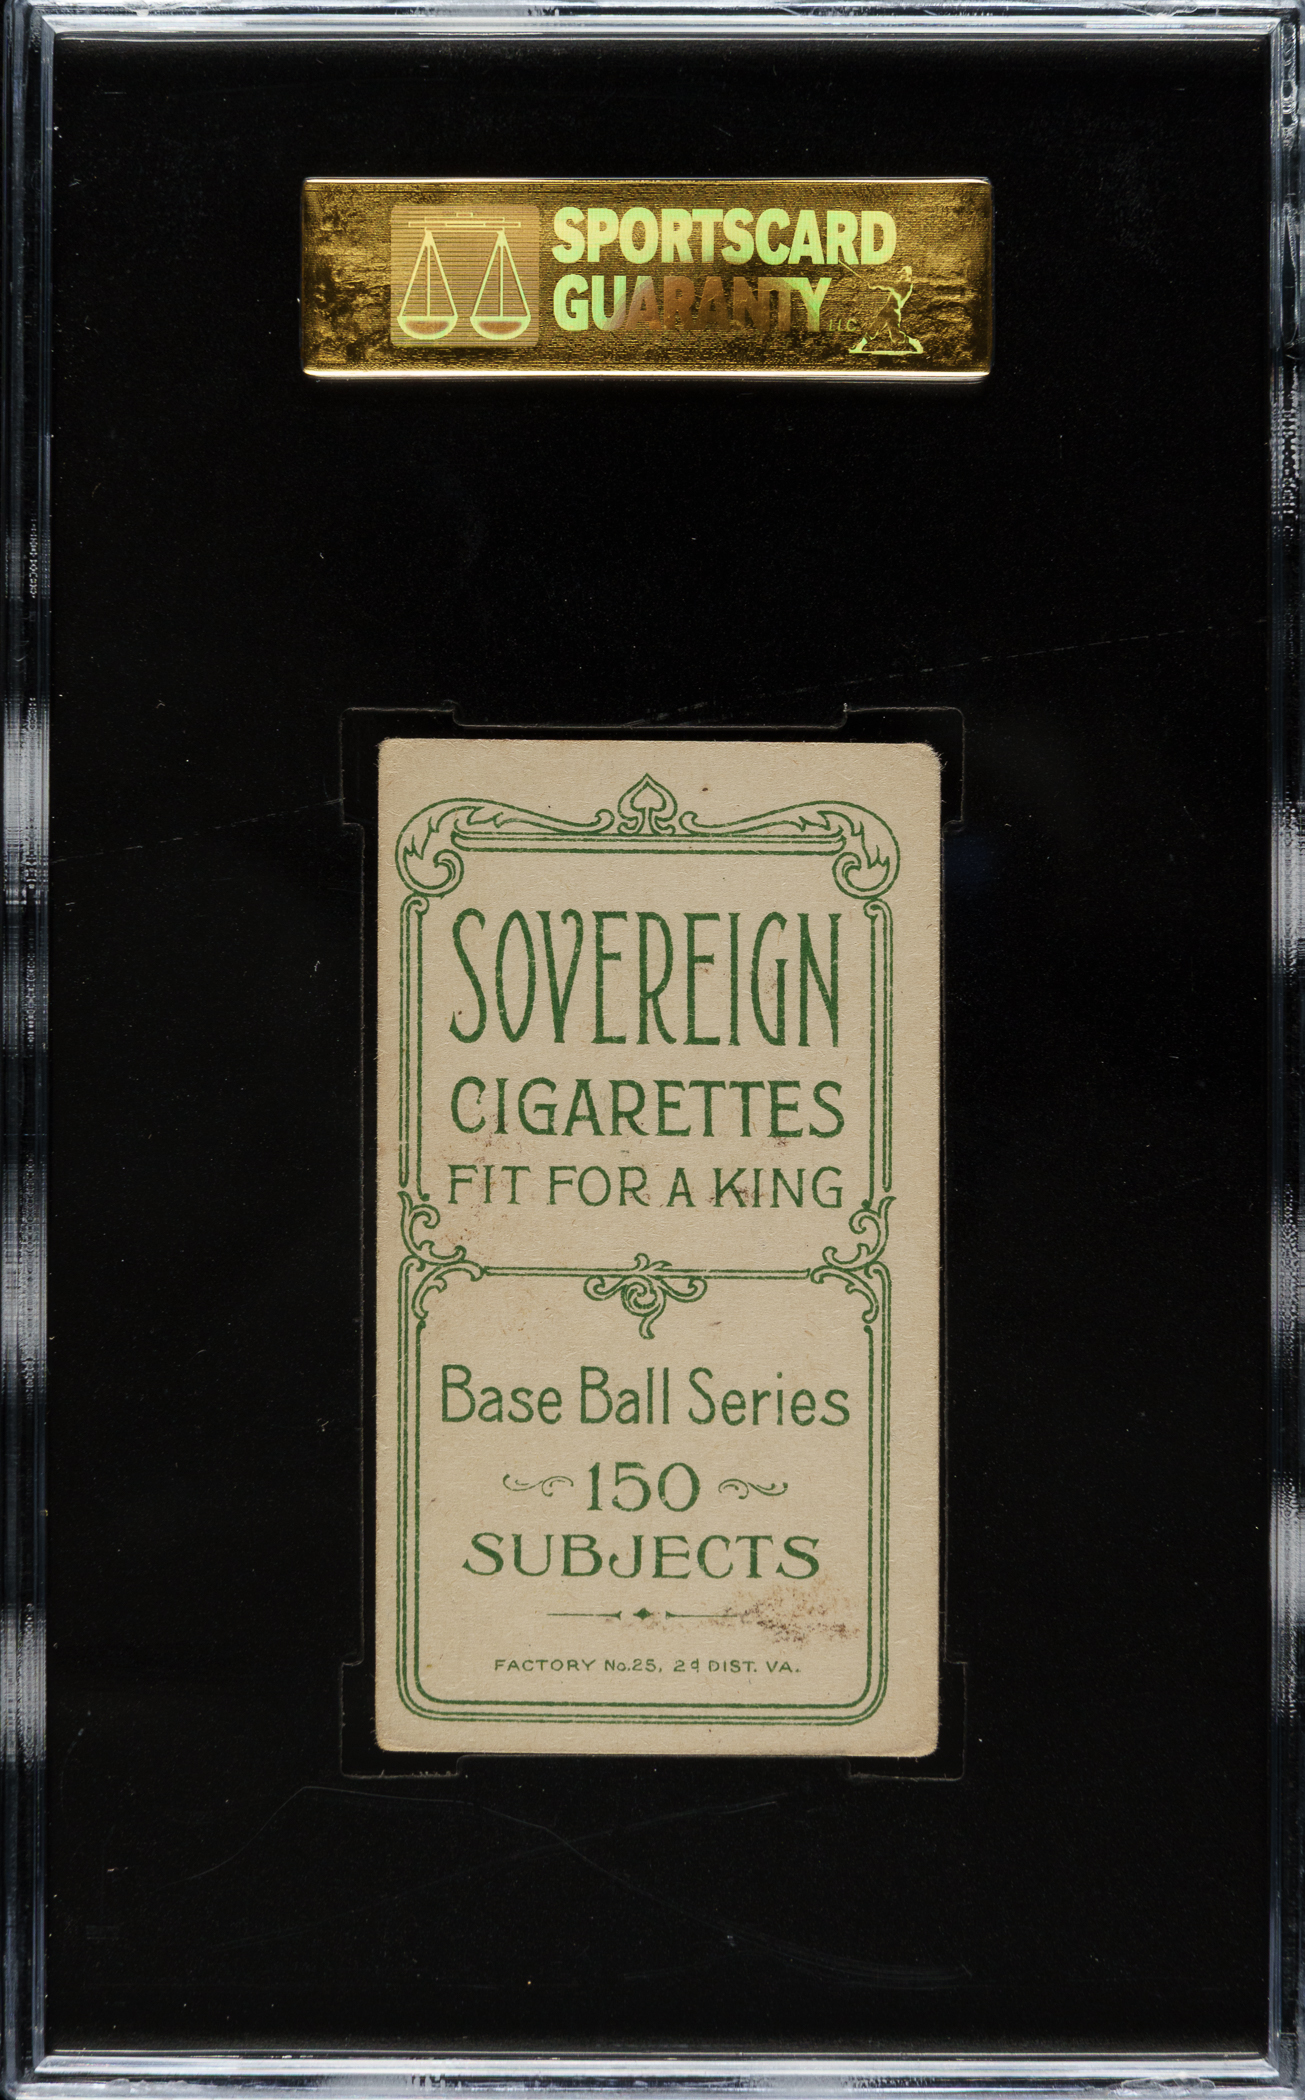 SPORTSCARD
GUARANTY LLC
SOVEREIGN
CIGARETTES
FIT FOR A KING
Base Ball Series
150
SUBJECTS
FACTORY No.25, 2d DIST. VA.